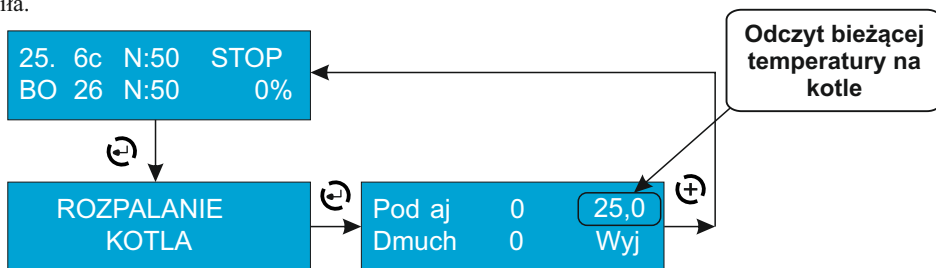 iła.
25. 6c N:50 STOP
BO 26 N:50 0%
Odczyt bieżącej
temperatury na
kotle
ROZPALANIE
KOTLA
Pod aj 0 25,0
Dmuch 0 Wyj